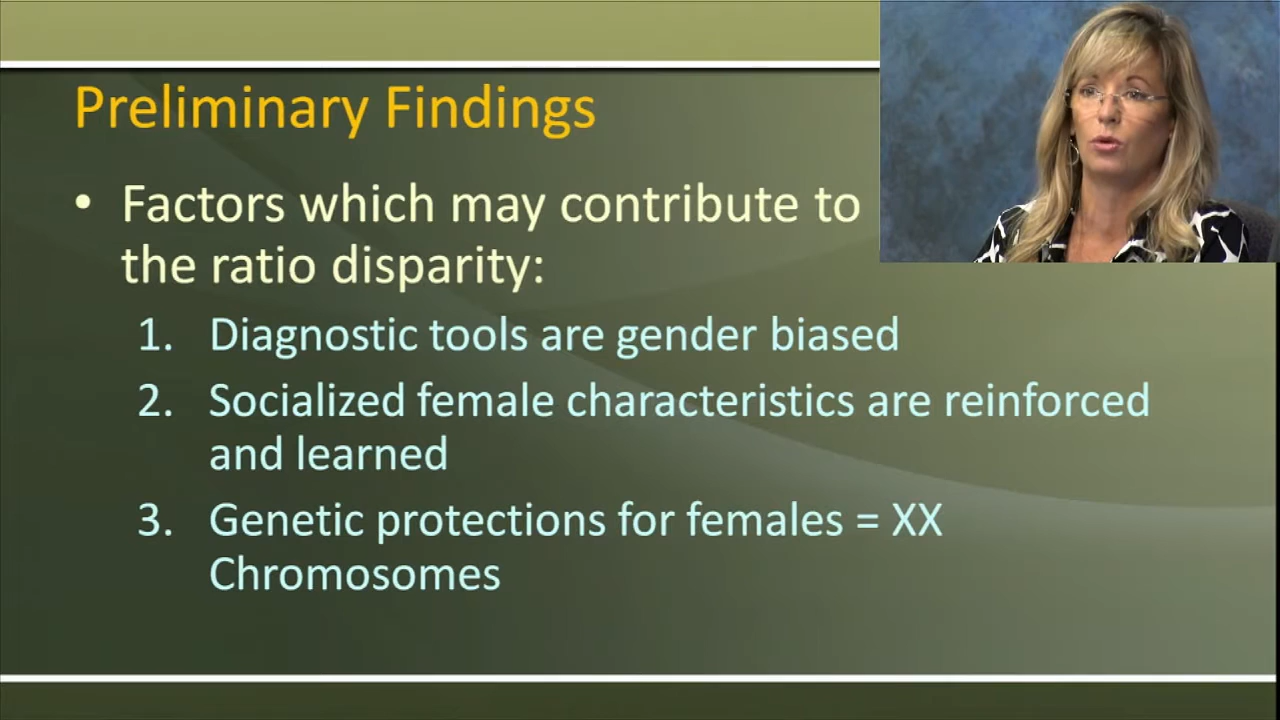 Preliminary Findings
• Factors which may contribute to
the ratio disparity:
1. Diagnostic tools are gender biased
2. Socialized female characteristics are reinforced
and learned
3. Genetic protections for females = XX
Chromosomes